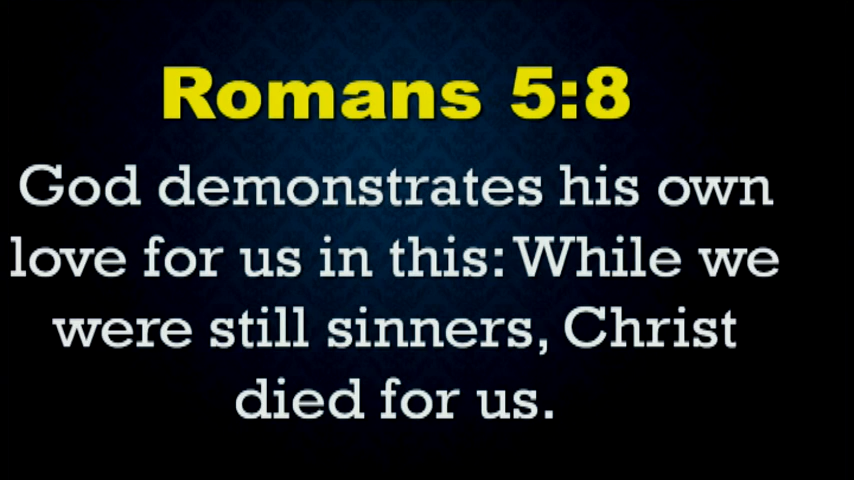 Romans 5:8
God demonstrates his own
love for us in this: While we
were still sinners, Christ
died for us.